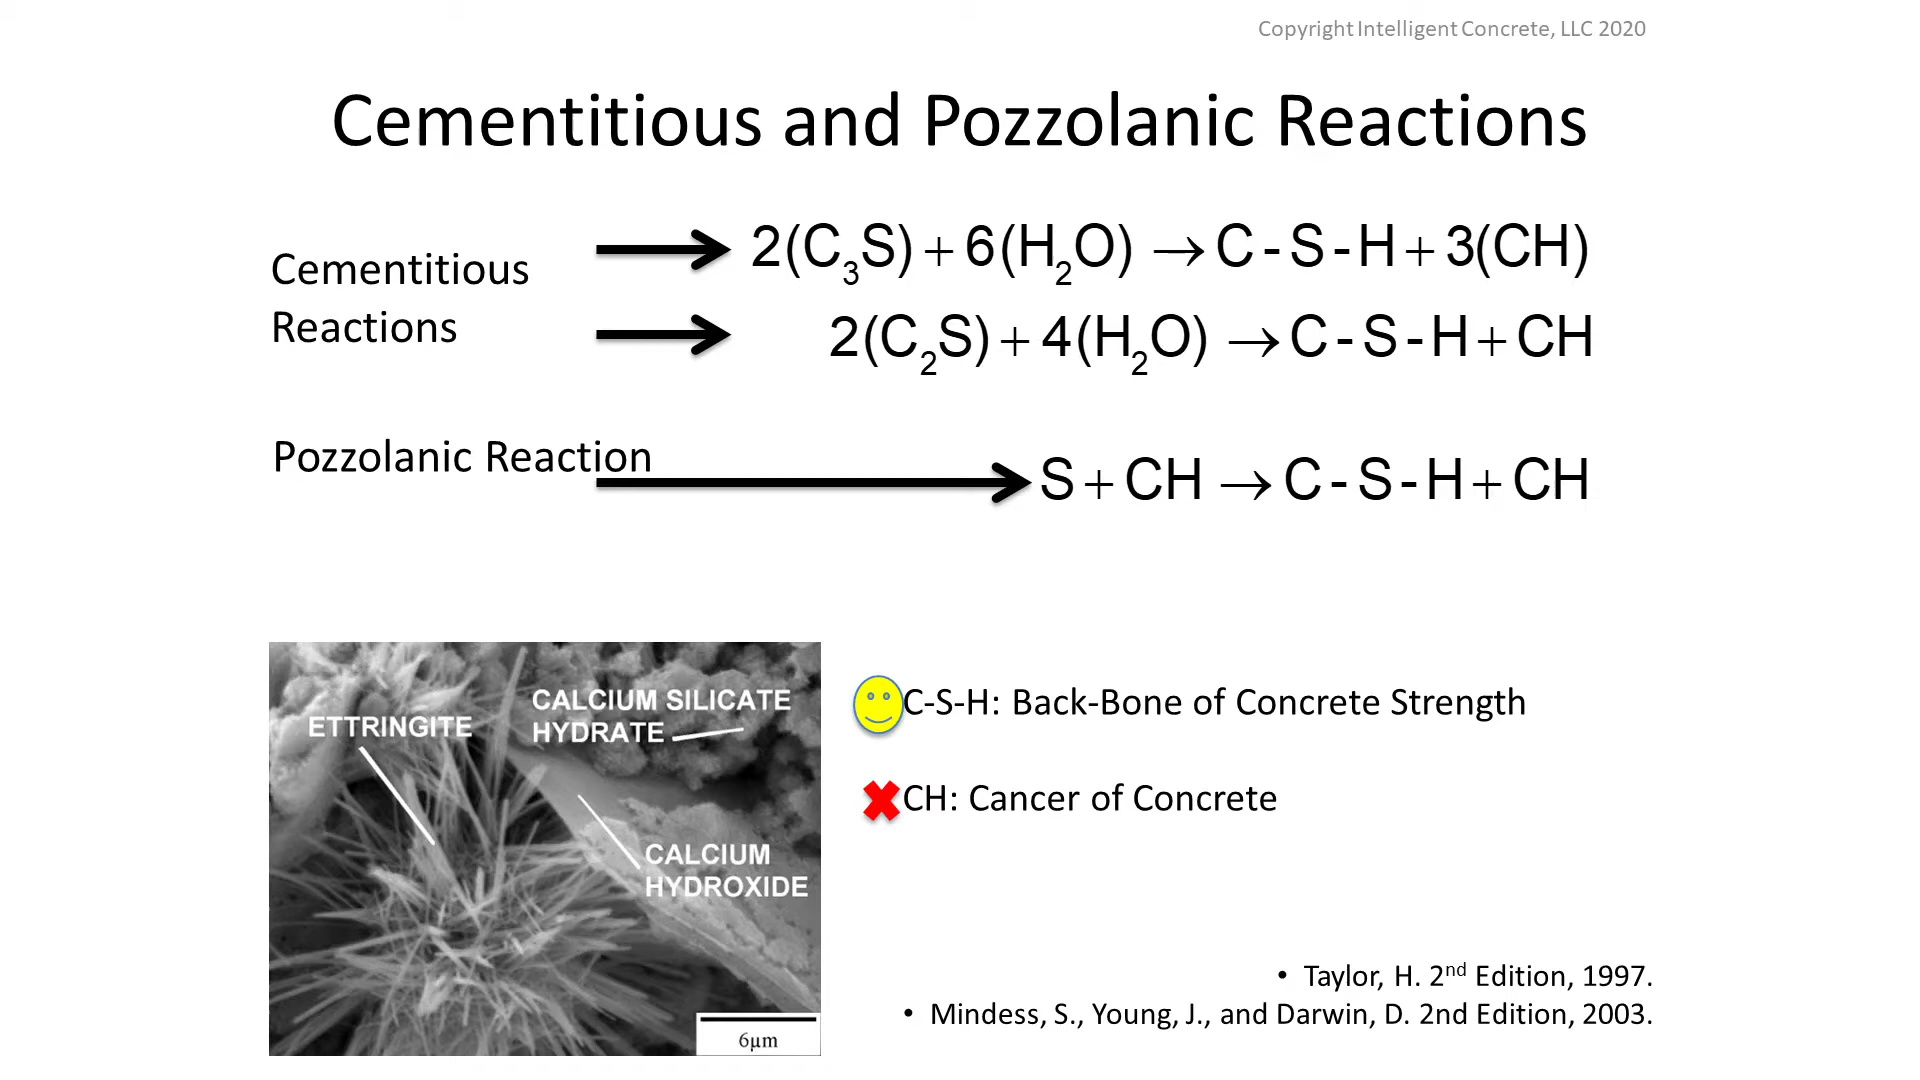 Copyright Intelligent Concrete, LLC 2020
Cementitious and Pozzolanic Reactions
Cementitious
Reactions
2(C₃S) + 6(H₂O) → C - S - H + 3(CH)
2(C₂S) + 4(H₂O) → C - S - H + CH
Pozzolanic Reaction
S + CH → C - S - H + CH
ETTRINGITE
CALCIUM SILICATE
HYDRATE
CALCIUM
HYDROXIDE
6µm
C-S-H: Back-Bone of Concrete Strength
CH: Cancer of Concrete
• Taylor, H. 2nd Edition, 1997.
• Mindess, S., Young, J., and Darwin, D. 2nd Edition, 2003.